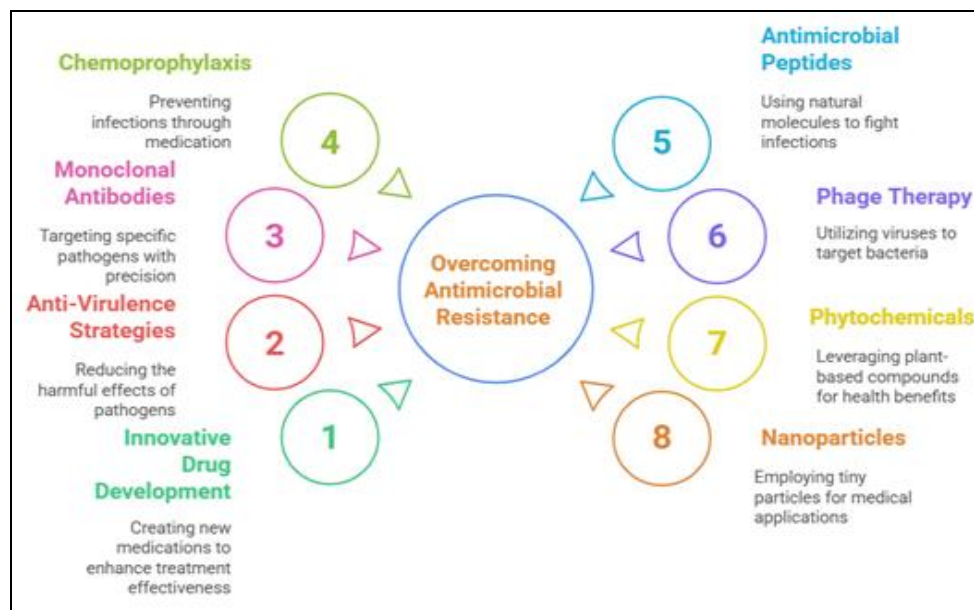 Chemoprophylaxis
Preventing
infections through
medication
4
Monoclonal
Antibodies
Targeting specific
pathogens with
precision
3
Anti-Virulence
Strategies
Reducing the
harmful effects of
pathogens
2
Innovative
Drug
Development
Creating new
medications to
enhance treatment
effectiveness
1
Overcoming
Antimicrobial
Resistance
Antimicrobial
Peptides
Using natural
molecules to fight
infections
5
Phage Therapy
Utilizing viruses to
target bacteria
6
Phytochemicals
Leveraging plant-
based compounds
for health benefits
7
Nanoparticles
Employing tiny
particles for medical
applications
8